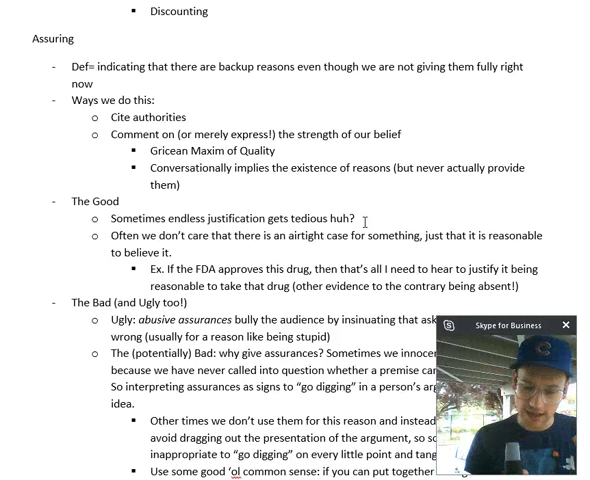 Discounting
Assuring
Def= indicating that there are backup reasons even though we are not giving them fully right
now
Ways we do this:
Cite authorities
Comment on (or merely express!) the strength of our belief
Gricean Maxim of Quality
Conversationally implies the existence of reasons (but never actually provide
them)
The Good
Sometimes endless justification gets tedious huh?
Often we don't care that there is an airtight case for something, just that it is reasonable
to believe it.
Ex. If the FDA approves this drug, then that's all I need to hear to justify it being
reasonable to take that drug (other evidence to the contrary being absent!)
The Bad (and Ugly too!)
Ugly: abusive assurances bully the audience by insinuating that ask
wrong (usually for a reason like being stupid)
The (potentially) Bad: why give assurances? Sometimes we innocen
because we have never called into question whether a premise can
So interpreting assurances as signs to "go digging" in a person's arg
idea.
Other times we don't use them for this reason and instead
avoid dragging out the presentation of the argument, so so
inappropriate to "go digging" on every little point and tang
Use some good 'ol common sense: if you can put together
Skype for Business